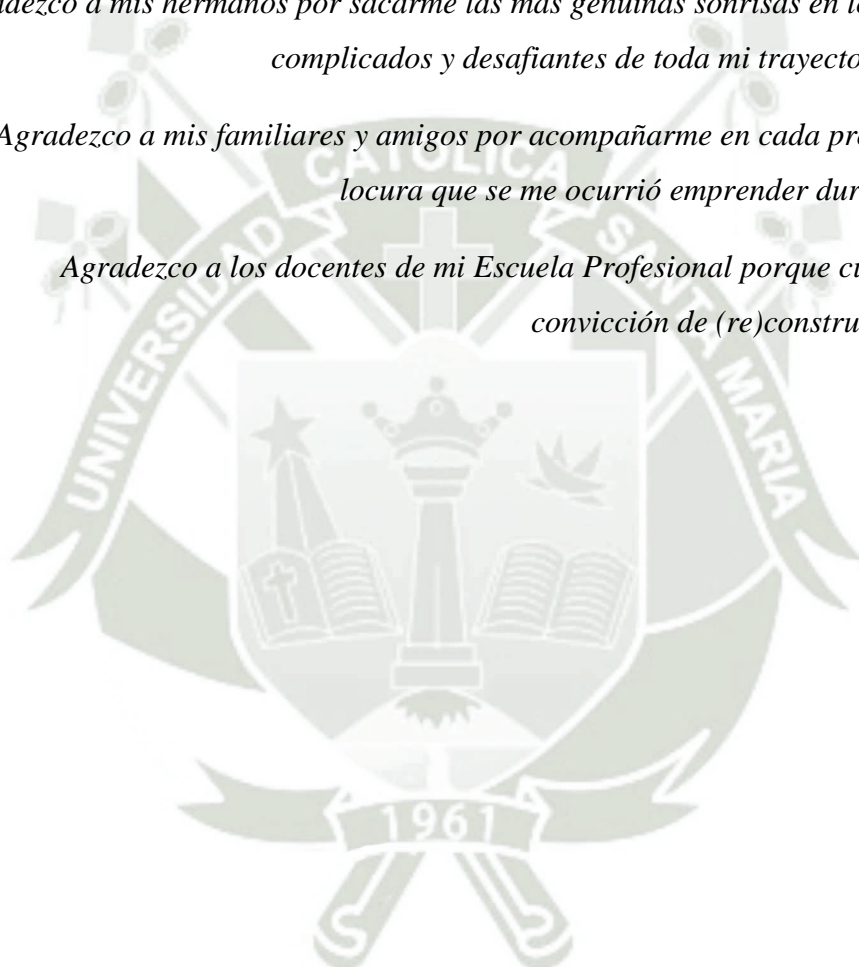 adezco a mis hermanos por sacarme las más genuinas sonrisas en lo
complicados y desafiantes de toda mi trayecto
Agradezco a mis familiares y amigos por acompañarme en cada pro
locura que se me ocurrió emprender dur
Agradezco a los docentes de mi Escuela Profesional porque cu
convicción de (re)constru
UNIVERSIDAD CATOLICA SANTA MARIA
1961